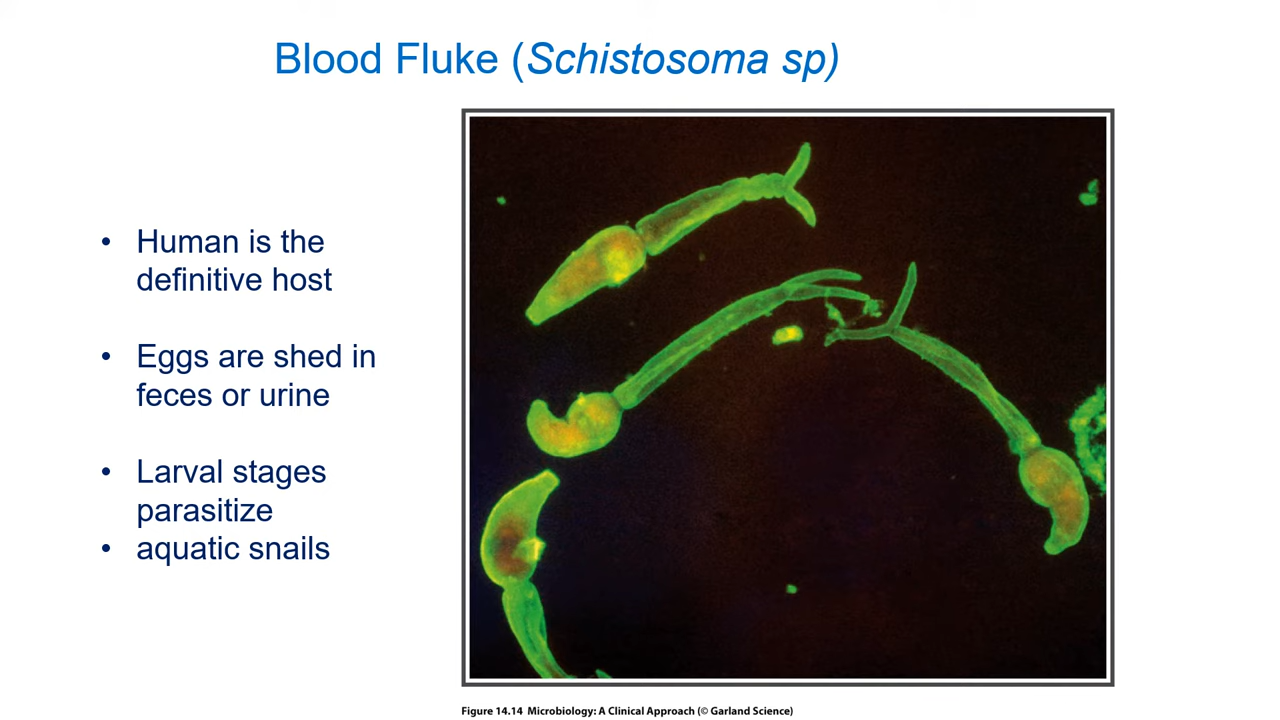 Blood Fluke (Schistosoma sp)
• Human is the
definitive host
• Eggs are shed in
feces or urine
• Larval stages
parasitize
• aquatic snails
Figure 14.14 Microbiology: A Clinical Approach (© Garland Science)